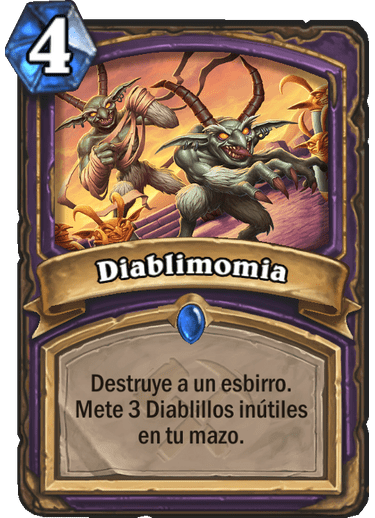 4
Diablimomia
Destruye a un esbirro.
Mete 3 Diablillos inútiles
en tu mazo.